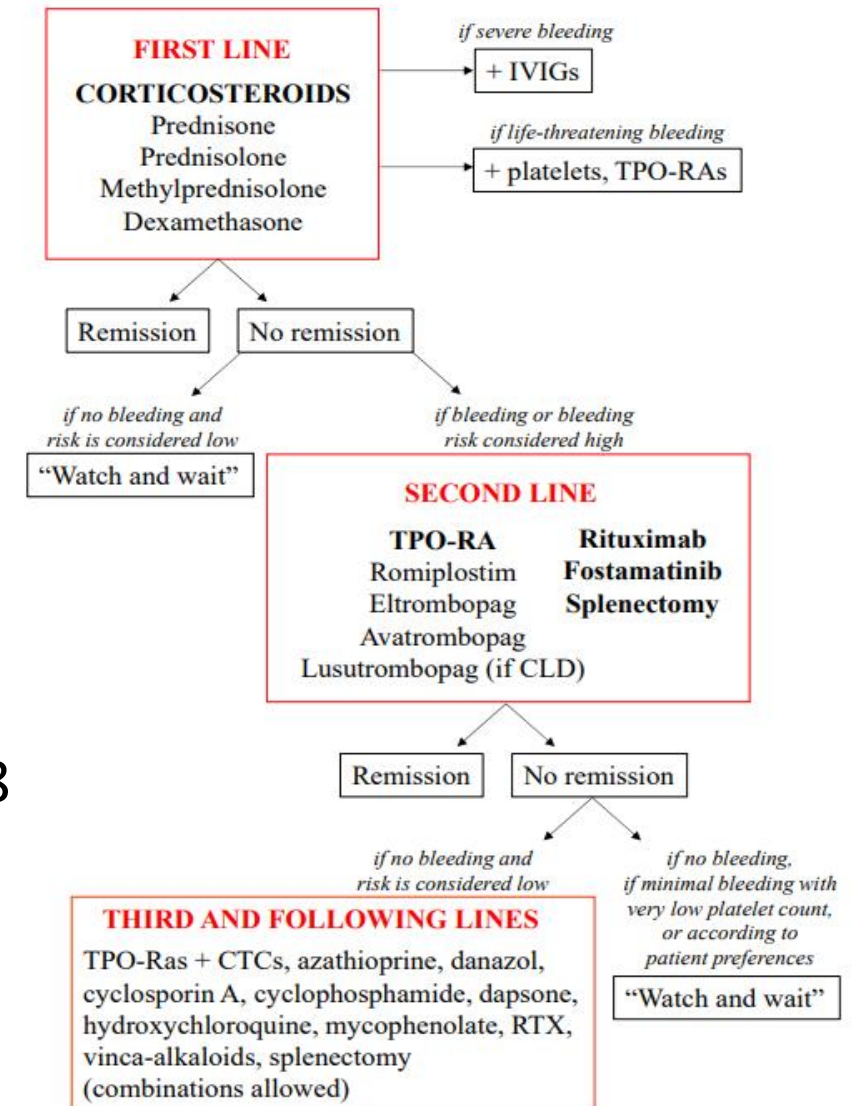 FIRST LINE
CORTICOSTEROIDS
Prednisone
Prednisolone
Methylprednisolone
Dexamethasone
if severe bleeding
+ IVIGs
if life-threatening bleeding
+ platelets, TPO-RAs
Remission
No remission
if no bleeding and
risk is considered low
“Watch and wait”
if bleeding or bleeding
risk considered high
SECOND LINE
TPO-RA
Romiplostim
Eltrombopag
Avatrombopag
Lusutrombopag (if CLD)
Rituximab
Fostamatinib
Splenectomy
3
Remission
No remission
if no bleeding and
risk is considered low
THIRD AND FOLLOWING LINES
TPO-Ras + CTCs, azathioprine, danazol,
cyclosporin A, cyclophosphamide, dapsone,
hydroxychloroquine, mycophenolate, RTX,
vinca-alkaloids, splenectomy
(combinations allowed)
if no bleeding,
if minimal bleeding with
very low platelet count,
or according to
patient preferences
“Watch and wait”